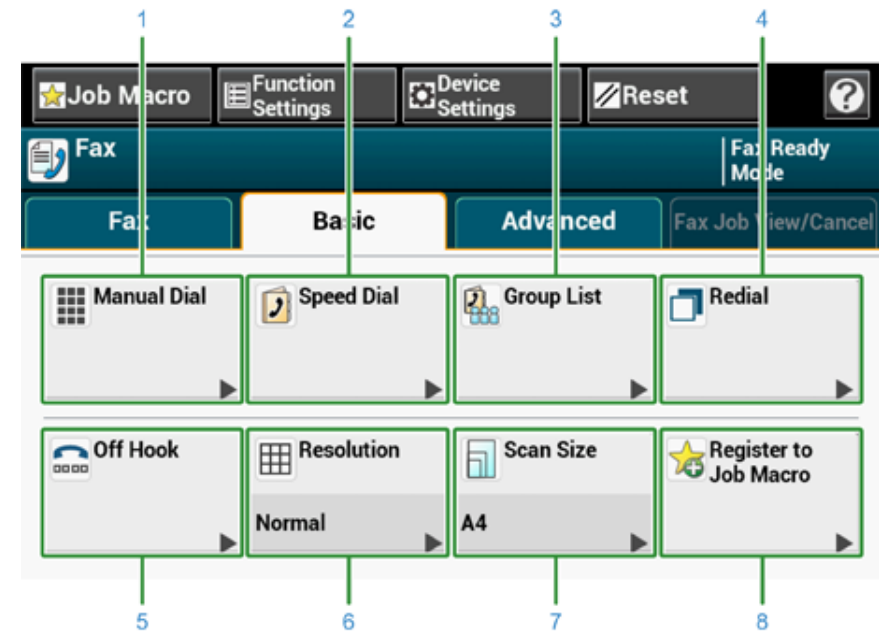 1 2 3 4
Job Macro
Function
Settings
Device
Settings
Reset
?
Fax
Fax Ready
Mode
Fax
Basic
Advanced
Fax Job View/Cancel
Manual Dial
Speed Dial
Group List
Redial
Off Hook
Resolution
Normal
Scan Size
A4
Register to
Job Macro
5 6 7 8